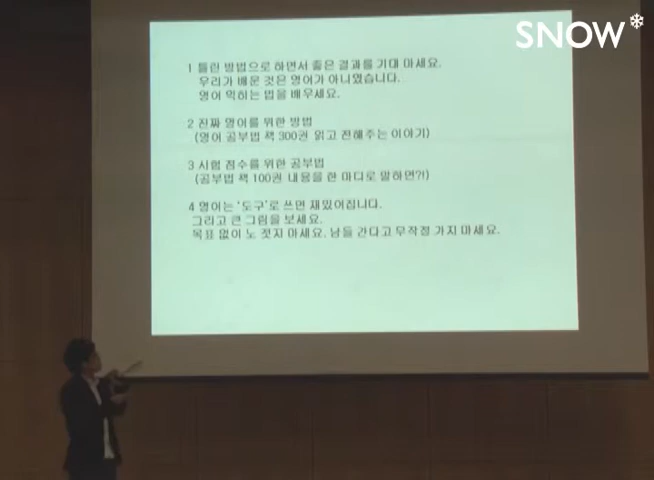 SNOW
1 틀린 방법으로 하면서 좋은 결과를 기대 마세요.
우리가 배운 것은 영어가 아니였습니다.
영어 익히는 법을 배우세요.
2 진짜 영어를 위한 방법
(영어 공부법 책 300권 읽고 전해주는 이야기)
3 시험 점수를 위한 공부법
(공부법 책 100권 내용을 한 마디로 말하면?!)
4 영어는 '도구'로 쓰면 재밌어집니다.
그리고 큰 그림을 보세요.
목표 없이 노 젓지 마세요. 남들 간다고 무작정 가지 마세요.